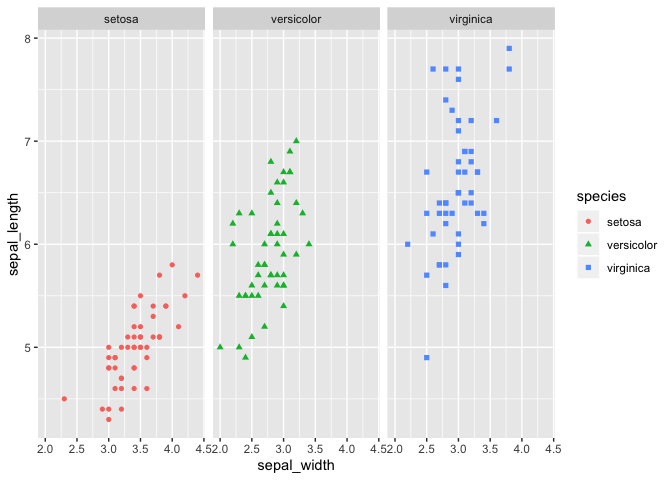 setosa versicolor virginica
8
7
6
5
sepal_length
2.0 2.5 3.0 3.5 4.0 4.5 2.0 2.5 3.0 3.5 4.0 4.5 2.0 2.5 3.0 3.5 4.0 4.5
sepal_width
species
setosa
versicolor
virginica